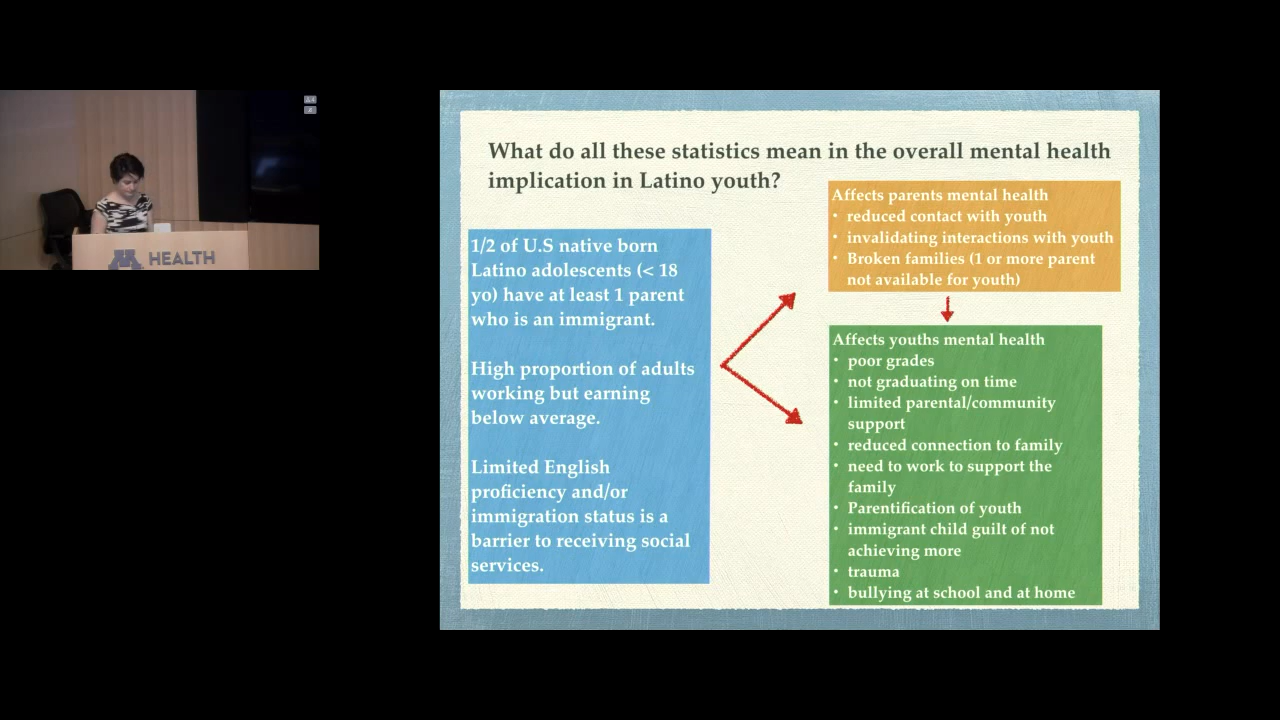 HEALTH
What do all these statistics mean in the overall mental health
implication in Latino youth?
1/2 of U.S native born
Latino adolescents (< 18
yo) have at least 1 parent
who is an immigrant.
High proportion of adults
working but earning
below average.
Limited English
proficiency and/or
immigration status is a
barrier to receiving social
services.
Affects parents mental health
• reduced contact with youth
• invalidating interactions with youth
• Broken families (1 or more parent
not available for youth)
Affects youths mental health
• poor grades
• not graduating on time
• limited parental/community
support
• reduced connection to family
• need to work to support the
family
• Parentification of youth
• immigrant child guilt of not
achieving more
• trauma
• bullying at school and at home